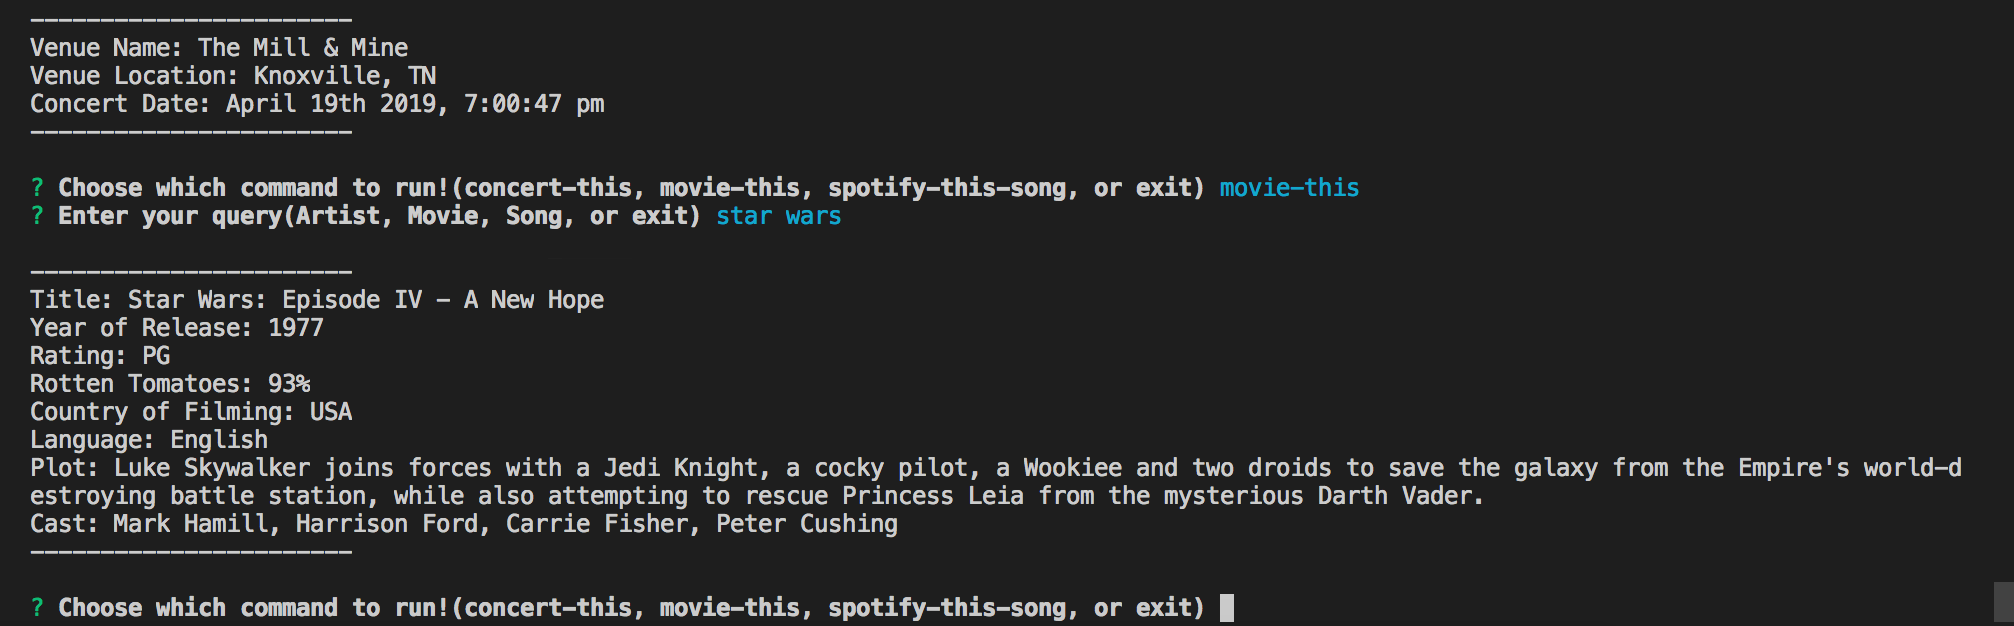 -----------------------
Venue Name: The Mill & Mine
Venue Location: Knoxville, TN
Concert Date: April 19th 2019, 7:00:47 pm
-----------------------
? Choose which command to run!(concert-this, movie-this, spotify-this-song, or exit) movie-this
? Enter your query(Artist, Movie, Song, or exit) star wars
-----------------------
Title: Star Wars: Episode IV - A New Hope
Year of Release: 1977
Rating: PG
Rotten Tomatoes: 93%
Country of Filming: USA
Language: English
Plot: Luke Skywalker joins forces with a Jedi Knight, a cocky pilot, a Wookiee and two droids to save the galaxy from the Empire's world-d
estroying battle station, while also attempting to rescue Princess Leia from the mysterious Darth Vader.
Cast: Mark Hamill, Harrison Ford, Carrie Fisher, Peter Cushing
-----------------------
? Choose which command to run!(concert-this, movie-this, spotify-this-song, or exit)